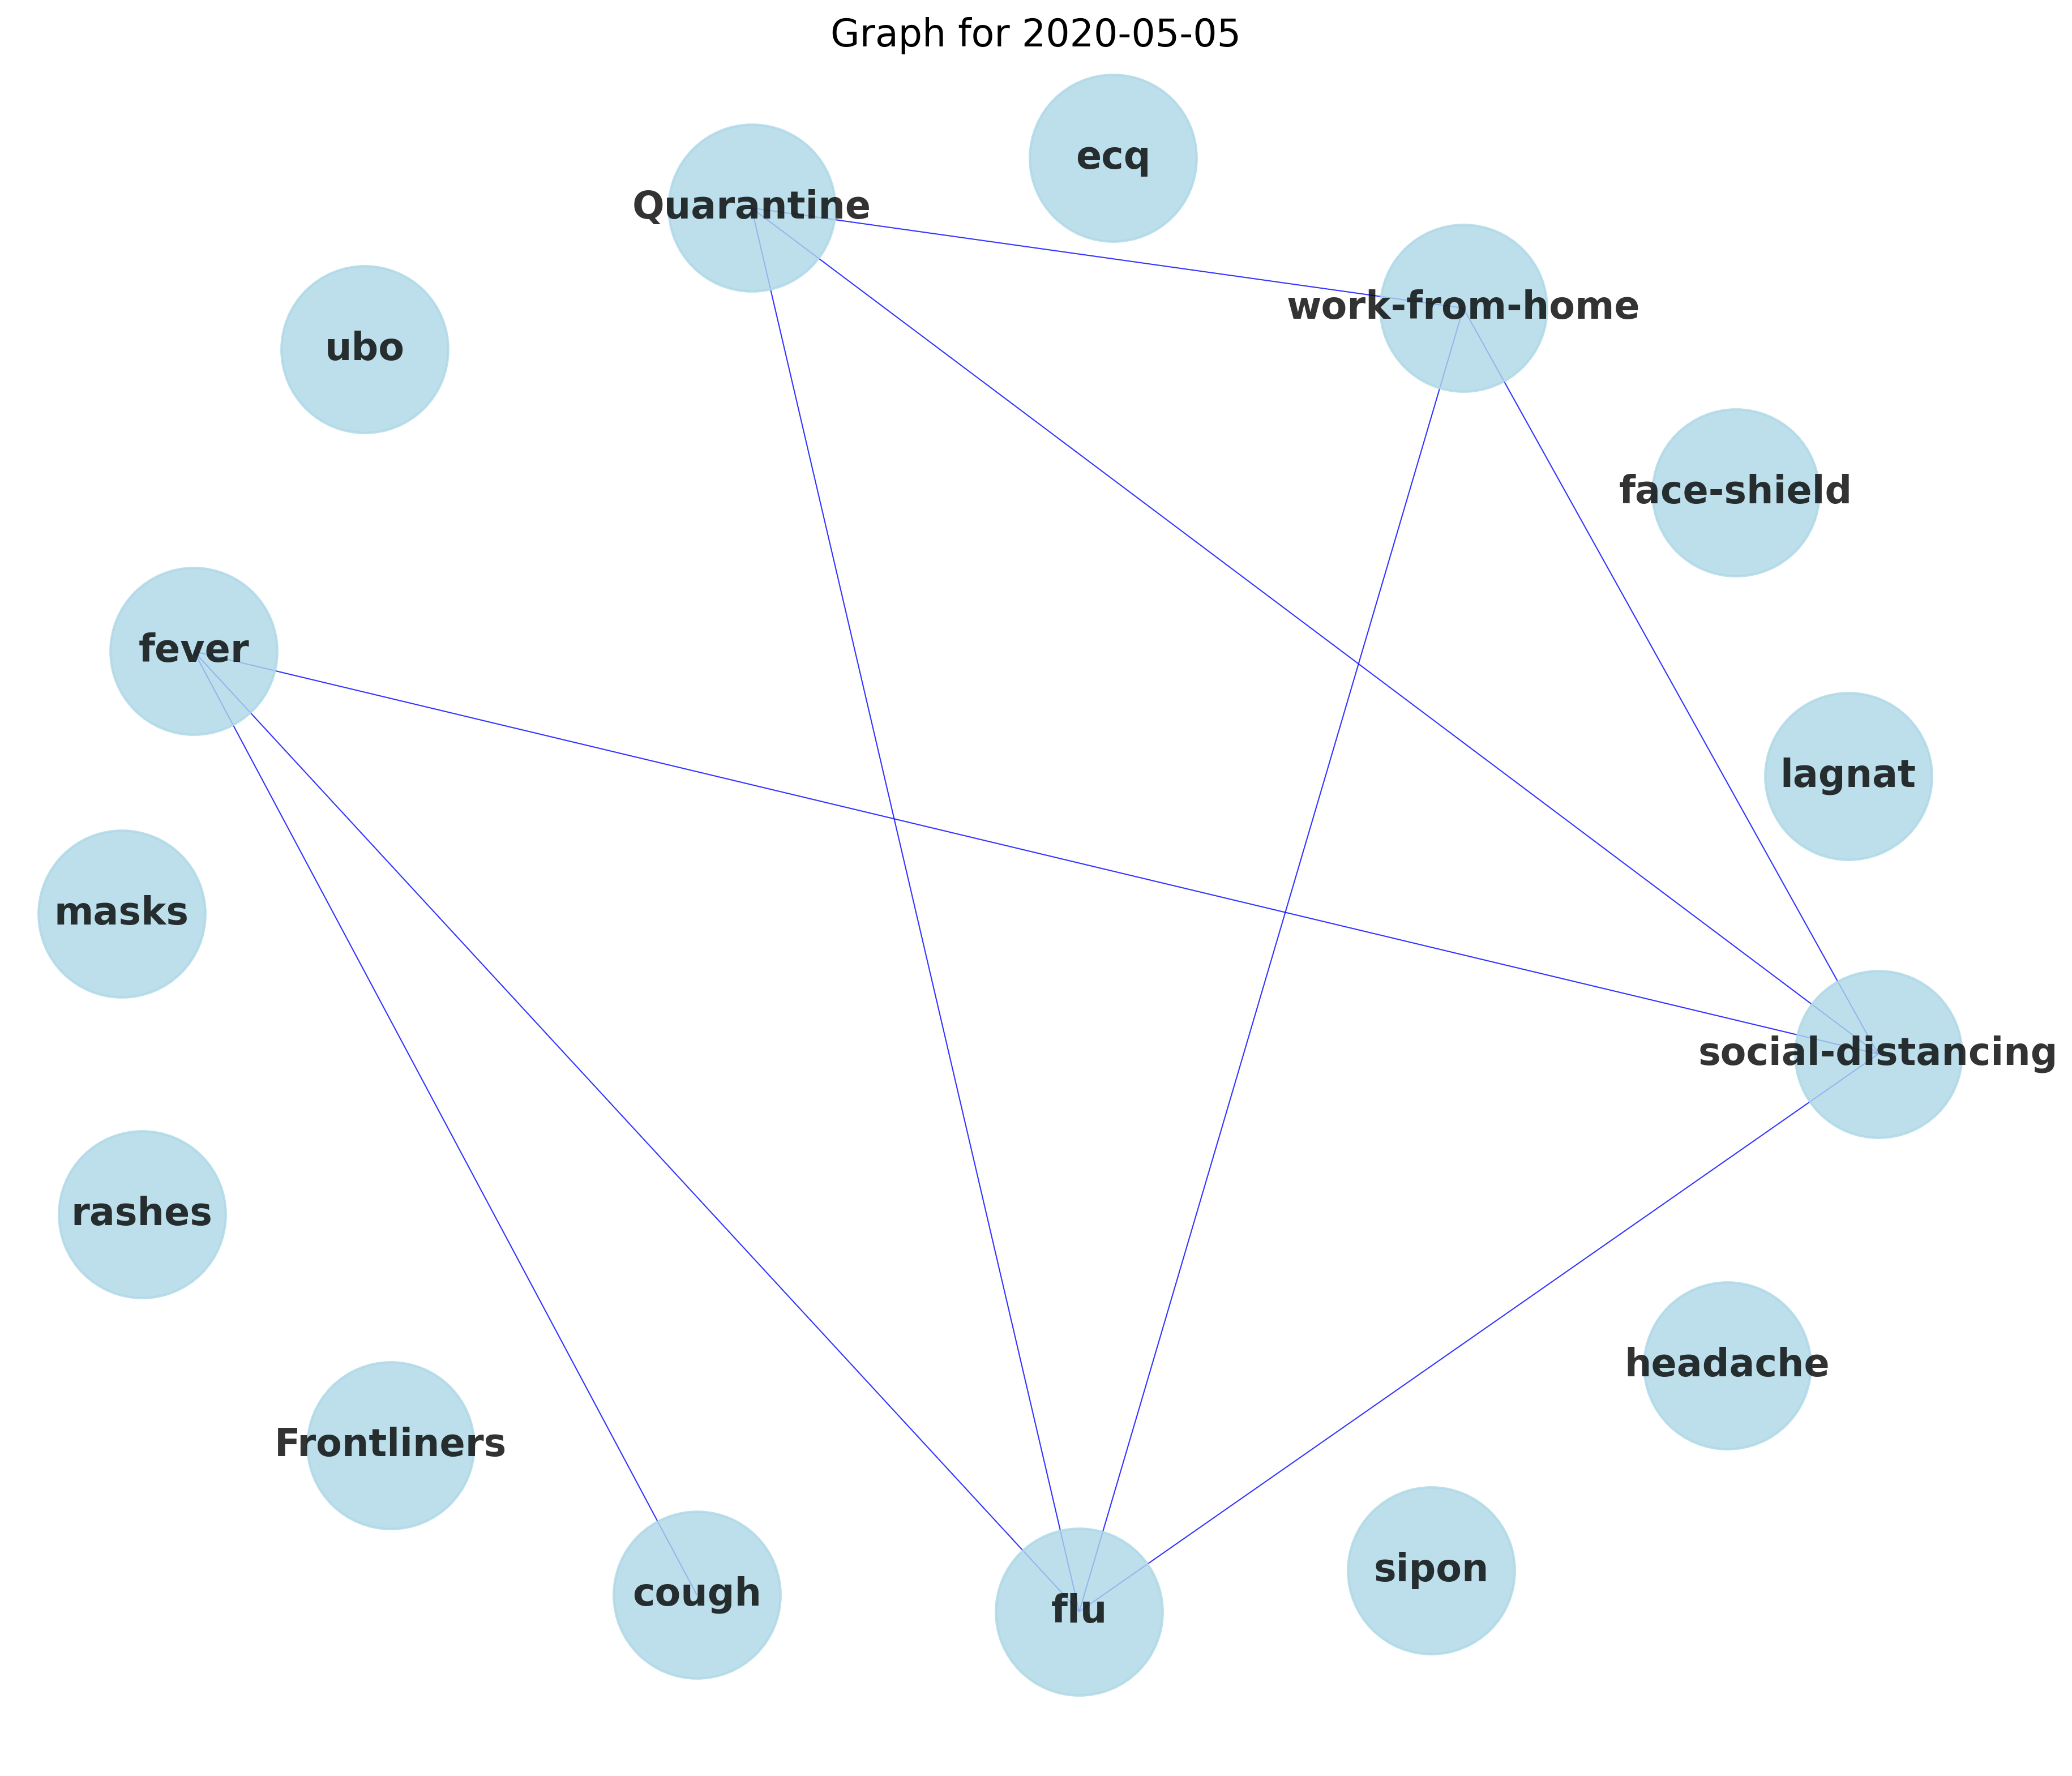 Graph for 2020-05-05
ecq
Quarantine
work-from-home
ubo
face-shield
fever
lagnat
masks
social-distancing
rashes
headache
Frontliners
sipon
cough
flu